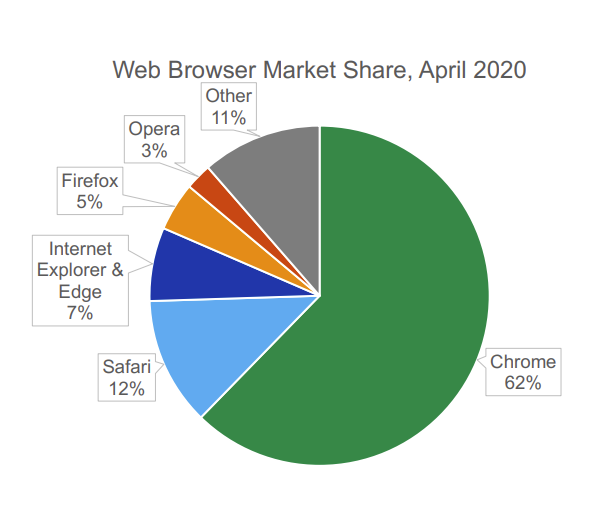 Web Browser Market Share, April 2020
Other
11%
Opera
3%
Firefox
5%
Internet
Explorer &
Edge
7%
Safari
12%
Chrome
62%